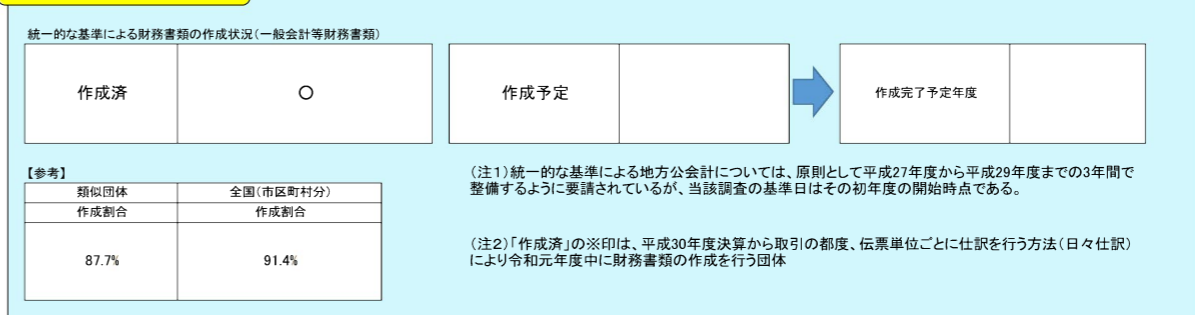 統一的な基準による財務書類の作成状況(一般会計等財務書類)
作成済 ○ 作成予定 作成完了予定年度
【参考】
類似団体 全国(市区町村分)
作成割合 作成割合
87.7% 91.4%
(注1)統一的な基準による地方公会計については、原則として平成27年度から平成29年度までの3年間で
整備するように要請されているが、当該調査の基準日はその初年度の開始時点である。
(注2)「作成済」の※印は、平成30年度決算から取引の都度、伝票単位ごとに仕訳を行う方法(日々仕訳)
により令和元年度中に財務書類の作成を行う団体